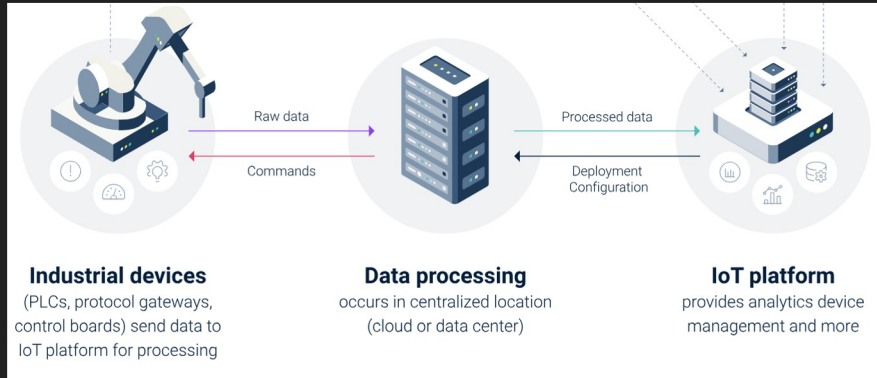 Raw data
Commands
Processed data
Deployment
Configuration
Industrial devices
(PLCs, protocol gateways,
control boards) send data to
IoT platform for processing
Data processing
occurs in centralized location
(cloud or data center)
IoT platform
provides analytics device
management and more